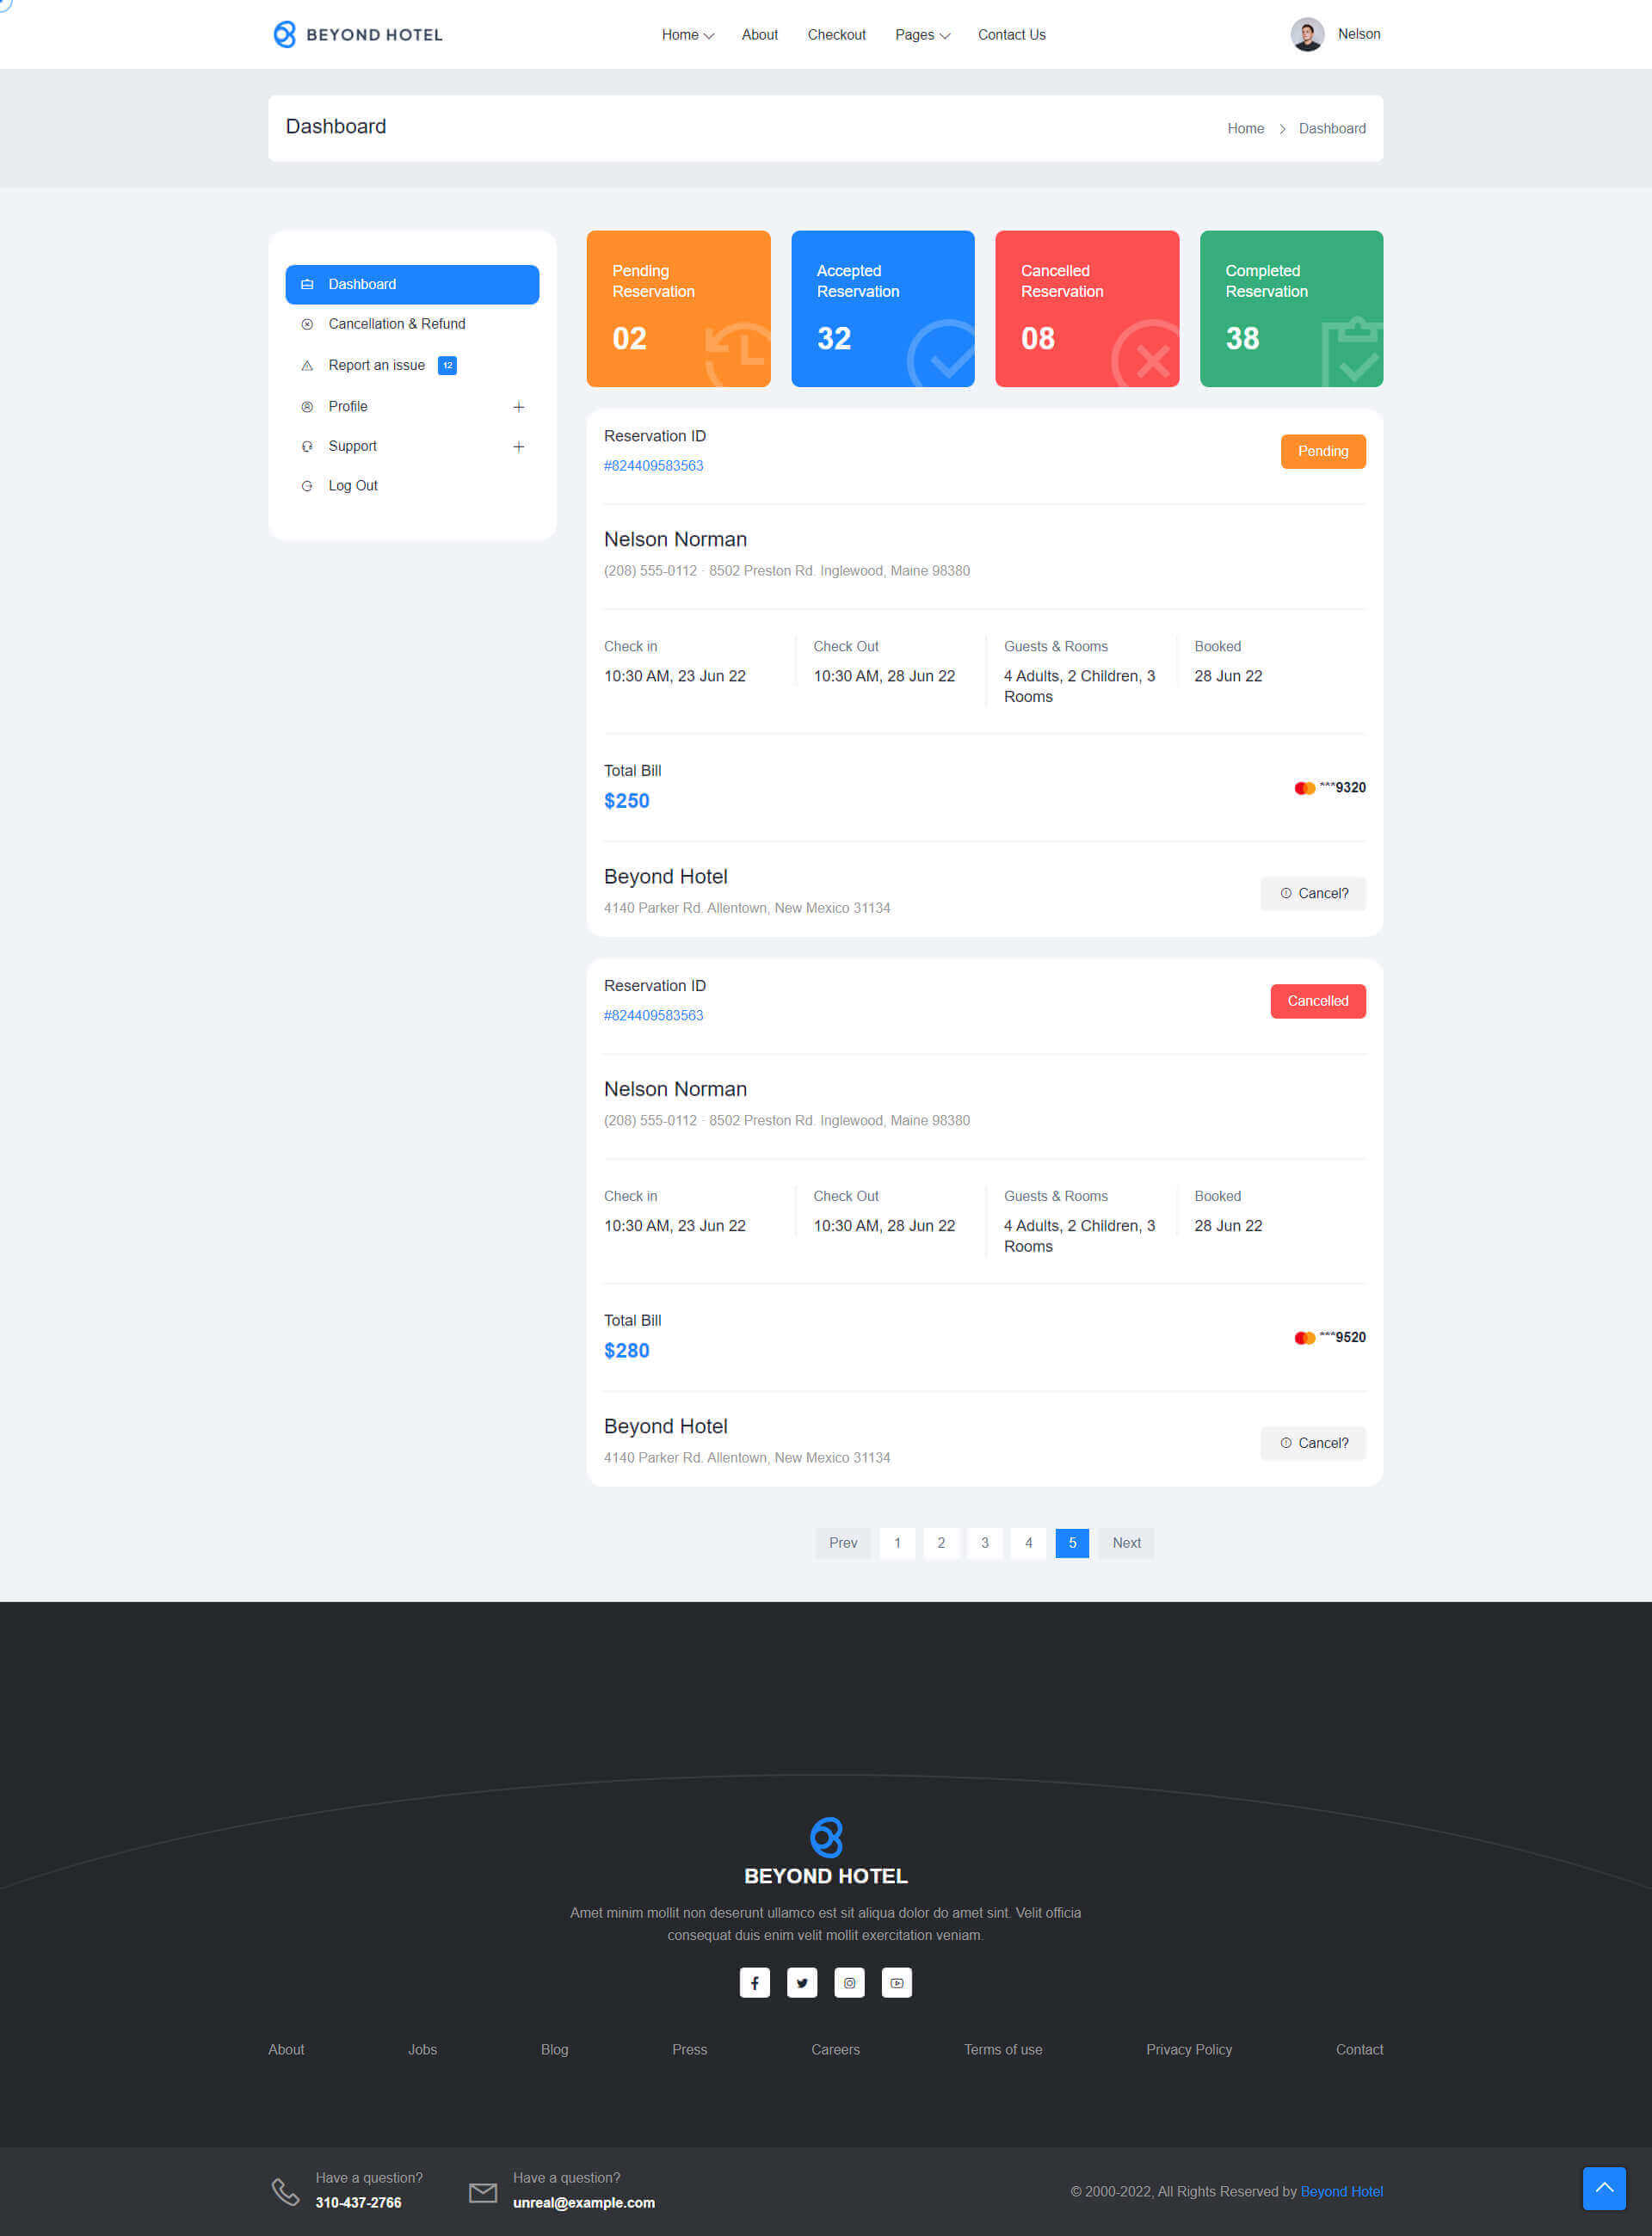 BEYOND HOTEL
Home
About
Checkout
Pages
Contact Us
Nelson
Dashboard
Home
Dashboard
Dashboard
Cancellation & Refund
Report an issue 12
Profile
Support
Log Out
Pending
Reservation
02
Accepted
Reservation
32
Cancelled
Reservation
08
Completed
Reservation
38
Reservation ID
#824409583563
Pending
Nelson Norman
(208) 555-0112 · 8502 Preston Rd. Inglewood, Maine 98380
Check in
10:30 AM, 23 Jun 22
Check Out
10:30 AM, 28 Jun 22
Guests & Rooms
4 Adults, 2 Children, 3
Rooms
Booked
28 Jun 22
Total Bill
$250
***9320
Beyond Hotel
4140 Parker Rd. Allentown, New Mexico 31134
Cancel?
Reservation ID
#824409583563
Cancelled
Nelson Norman
(208) 555-0112 · 8502 Preston Rd. Inglewood, Maine 98380
Check in
10:30 AM, 23 Jun 22
Check Out
10:30 AM, 28 Jun 22
Guests & Rooms
4 Adults, 2 Children, 3
Rooms
Booked
28 Jun 22
Total Bill
$280
***9520
Beyond Hotel
4140 Parker Rd. Allentown, New Mexico 31134
Cancel?
Prev 1 2 3 4 5 Next
BEYOND HOTEL
Amet minim mollit non deserunt ullamco est sit aliqua dolor do amet sint. Velit officia
consequat duis enim velit mollit exercitation veniam.
About
Jobs
Blog
Press
Careers
Terms of use
Privacy Policy
Contact
Have a question?
310-437-2766
Have a question?
unreal@example.com
© 2000-2022, All Rights Reserved by Beyond Hotel